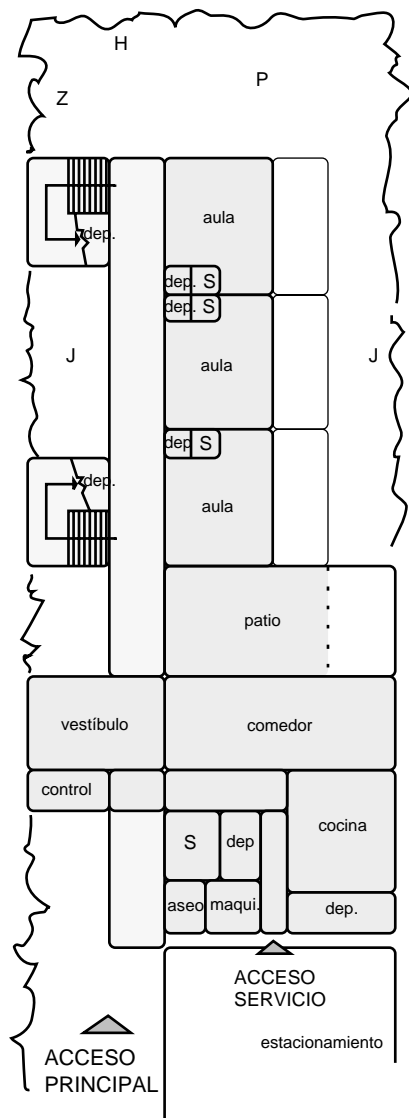 H
Z
P
aula
dep.
dep. S
dep. S
J
J
aula
dep S
dep.
aula
patio
vestíbulo
comedor
control
cocina
S
dep
aseo
maqui.
dep.
ACCESO
SERVICIO
estacionamiento
ACCESO
PRINCIPAL